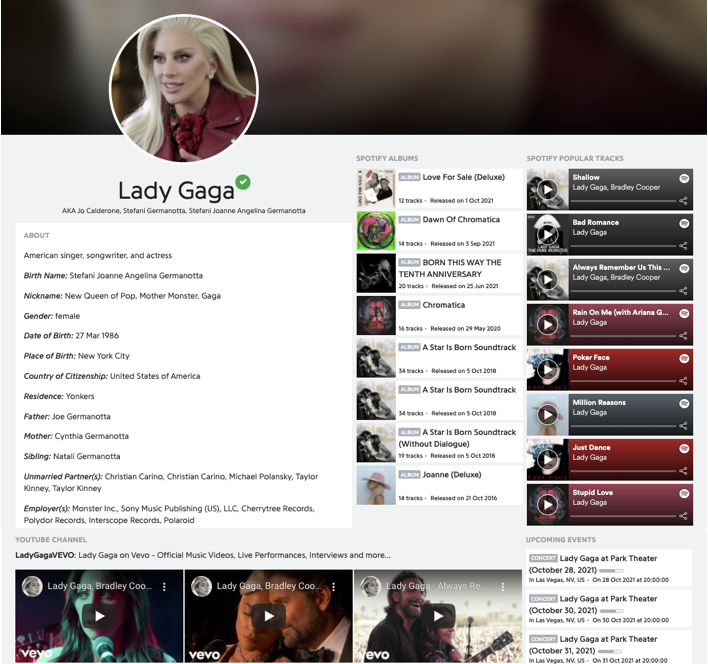 Lady Gaga
AKA Jo Calderone, Stefani Germanotta, Stefani Joanne Angelina Germanotta
ABOUT
American singer, songwriter, and actress
Birth Name: Stefani Joanne Angelina Germanotta
Nickname: New Queen of Pop, Mother Monster, Gaga
Gender: female
Date of Birth: 27 Mar 1986
Place of Birth: New York City
Country of Citizenship: United States of America
Residence: Yonkers
Father: Joe Germanotta
Mother: Cynthia Germanotta
Sibling: Natali Germanotta
Unmarried Partner(s): Christian Carino, Christian Carino, Michael Polansky, Taylor
Kinney, Taylor Kinney
Employer(s): Monster Inc., Sony Music Publishing (US), LLC, Cherrytree Records,
Polydor Records, Interscope Records, Polaroid
SPOTIFY ALBUMS
ALBUM Love For Sale (Deluxe)
12 tracks • Released on 1 Oct 2021
ALBUM Dawn Of Chromatica
14 tracks • Released on 3 Sep 2021
ALBUM BORN THIS WAY THE
TENTH ANNIVERSARY
20 tracks • Released on 25 Jun 2021
ALBUM Chromatica
16 tracks • Released on 29 May 2020
ALBUM A Star Is Born Soundtrack
34 tracks • Released on 5 Oct 2018
ALBUM A Star Is Born Soundtrack
34 tracks • Released on 5 Oct 2018
ALBUM A Star Is Born Soundtrack
(Without Dialogue)
19 tracks • Released on 5 Oct 2018
ALBUM Joanne (Deluxe)
14 tracks • Released on 21 Oct 2016
SPOTIFY POPULAR TRACKS
Shallow
Lady Gaga, Bradley Cooper
Bad Romance
Lady Gaga
Always Remember Us This ...
Lady Gaga, Bradley Cooper
Rain On Me (with Ariana G...
Lady Gaga
Poker Face
Lady Gaga
Million Reasons
Lady Gaga
Just Dance
Lady Gaga
Stupid Love
Lady Gaga
YOUTUBE CHANNEL
LadyGagaVEVO: Lady Gaga on Vevo - Official Music Videos, Live Performances, Interviews and more...
Lady Gaga, Bradley Coo...
vevo
Lady Gaga, Bradley Coo...
vevo
Lady Gaga - Always Re...
vevo
UPCOMING EVENTS
CONCERT Lady Gaga at Park Theater
(October 28, 2021)
In Las Vegas, NV, US • On 28 Oct 2021 at 20:00:00
CONCERT Lady Gaga at Park Theater
(October 30, 2021)
In Las Vegas, NV, US • On 30 Oct 2021 at 20:00:00
CONCERT Lady Gaga at Park Theater
(October 31, 2021)
In Las Vegas, NV, US • On 31 Oct 2021 at 20:00:00